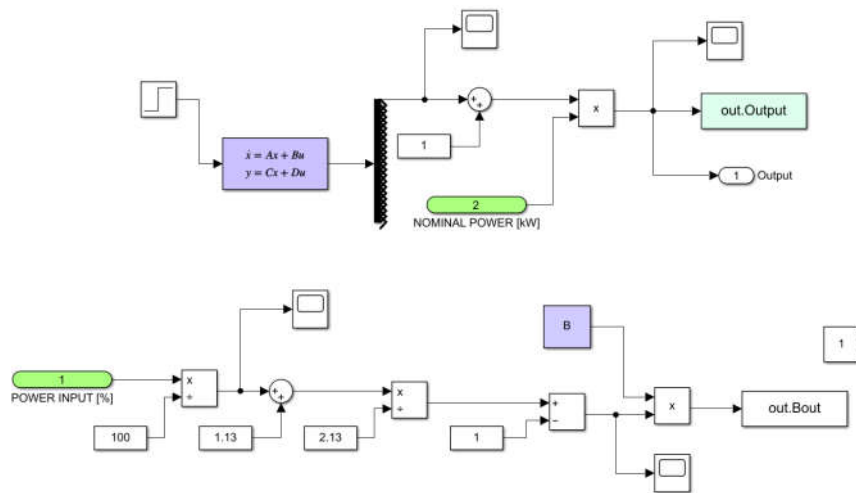 ẋ = Ax + Bu
y = Cx + Du
+
+
1
x
out.Output
1
Output
2
NOMINAL POWER [kW]
1
POWER INPUT [%]
x
÷
100
+
+
1.13
x
÷
2.13
1
+
−
B
x
out.Bout
1